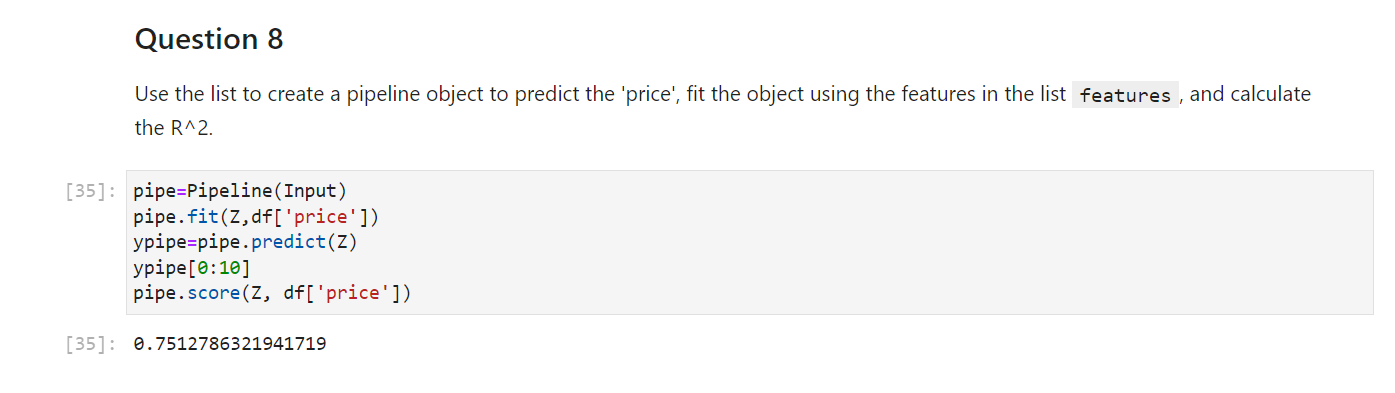 Question 8
Use the list to create a pipeline object to predict the 'price', fit the object using the features in the list features, and calculate
the R^2.
[35]: pipe=Pipeline(Input)
pipe.fit(Z,df['price'])
ypipe=pipe.predict(Z)
ypipe[0:10]
pipe.score(Z, df['price'])
[35]: 0.7512786321941719